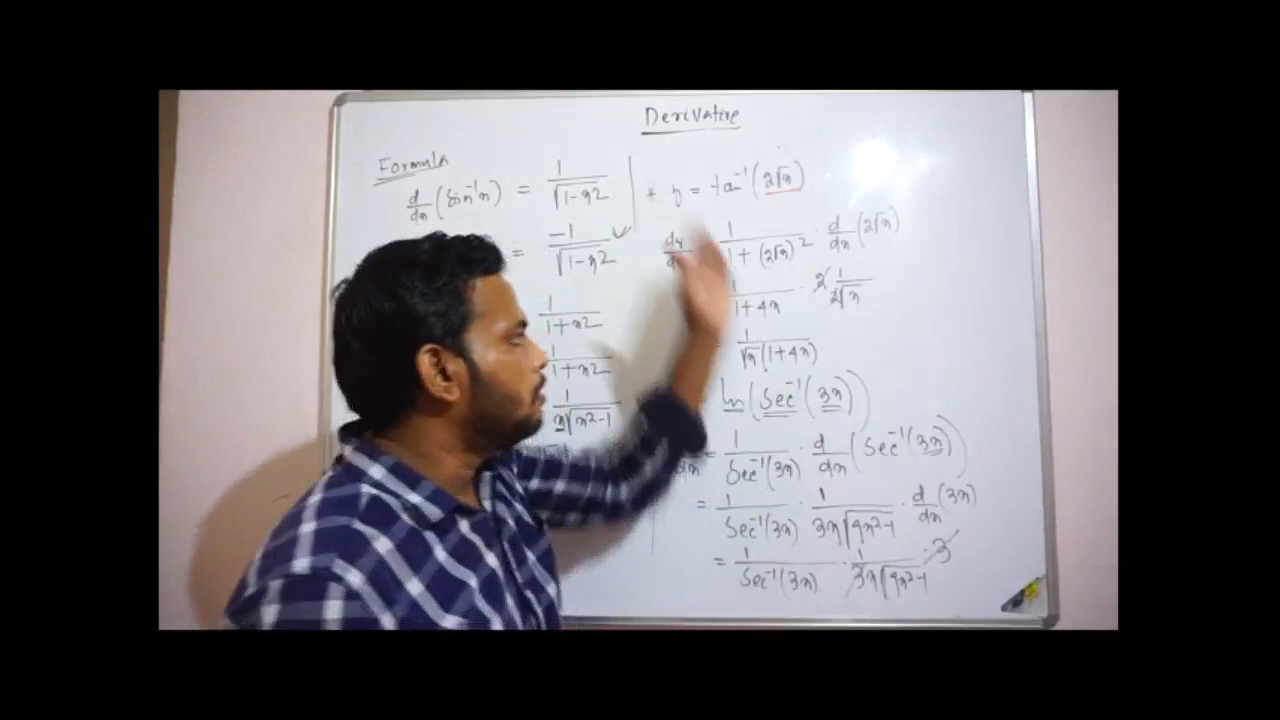 Derivative
Formula
d/dx (sin⁻¹x) = 1/√1-x2
= -1/√1-x2 ✓
1/1+x2
1/1+x2
1/x√x2-1
* y = tan⁻¹(2√x)
dy 1/1+(2√x)2 · d/dx (2√x)
1/1+4x · 2 1/2√x
1/√x(1+4x)
ln(Sec⁻¹(3x))
= 1/Sec⁻¹(3x) · d/dx (Sec⁻¹(3x))
= 1/Sec⁻¹(3x) · 1/3x√9x2-1 · d/dx (3x)
= 1/Sec⁻¹(3x) · 1/3x√9x2-1 · 3